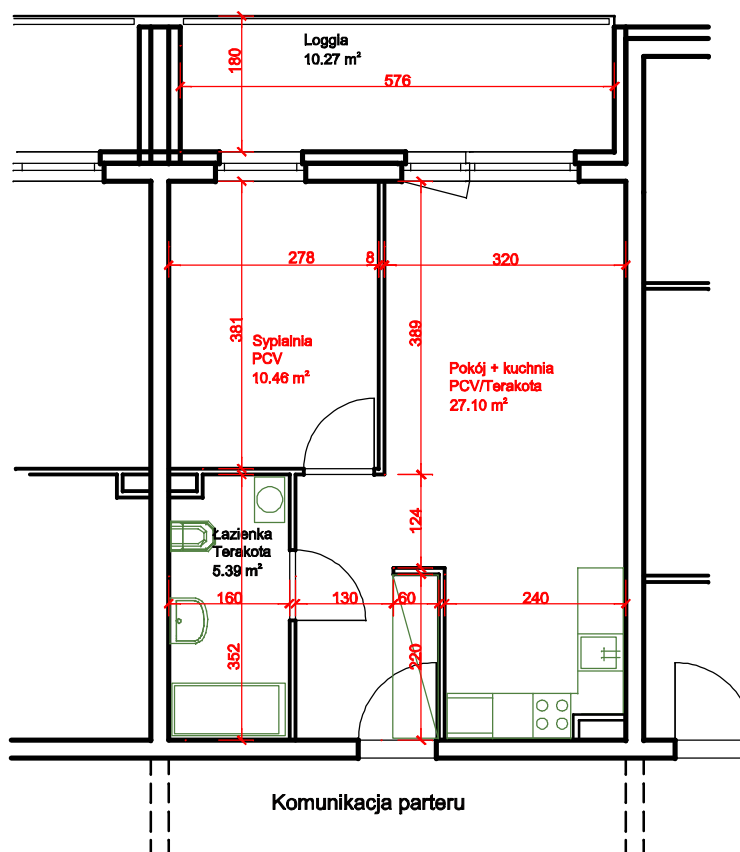 Loggia
10.27 m²
180
576
278
8
320
381
389
Sypialnia
PCV
10.46 m²
Pokój + kuchnia
PCV/Terakota
27.10 m²
124
Łazienka
Terakota
5.39 m²
160
130
60
240
352
220
Komunikacja parteru